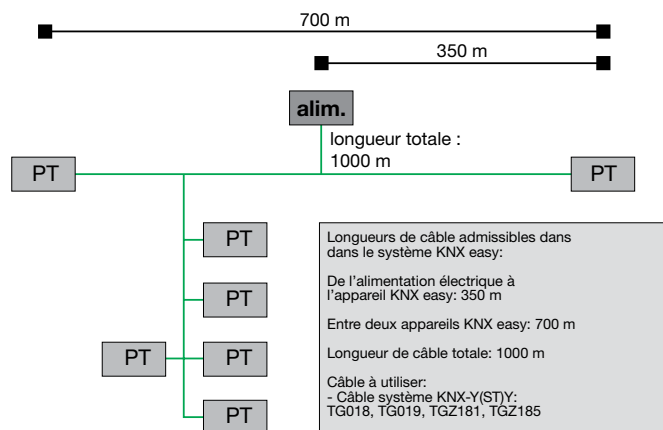 700 m
350 m
alim.
longueur totale :
1000 m
PT
PT
PT
PT
PT
PT
PT
Longueurs de câble admissibles dans
dans le système KNX easy:
De l'alimentation électrique à
l'appareil KNX easy: 350 m
Entre deux appareils KNX easy: 700 m
Longueur de câble totale: 1000 m
Câble à utiliser:
- Câble système KNX-Y(ST)Y:
TG018, TG019, TGZ181, TGZ185